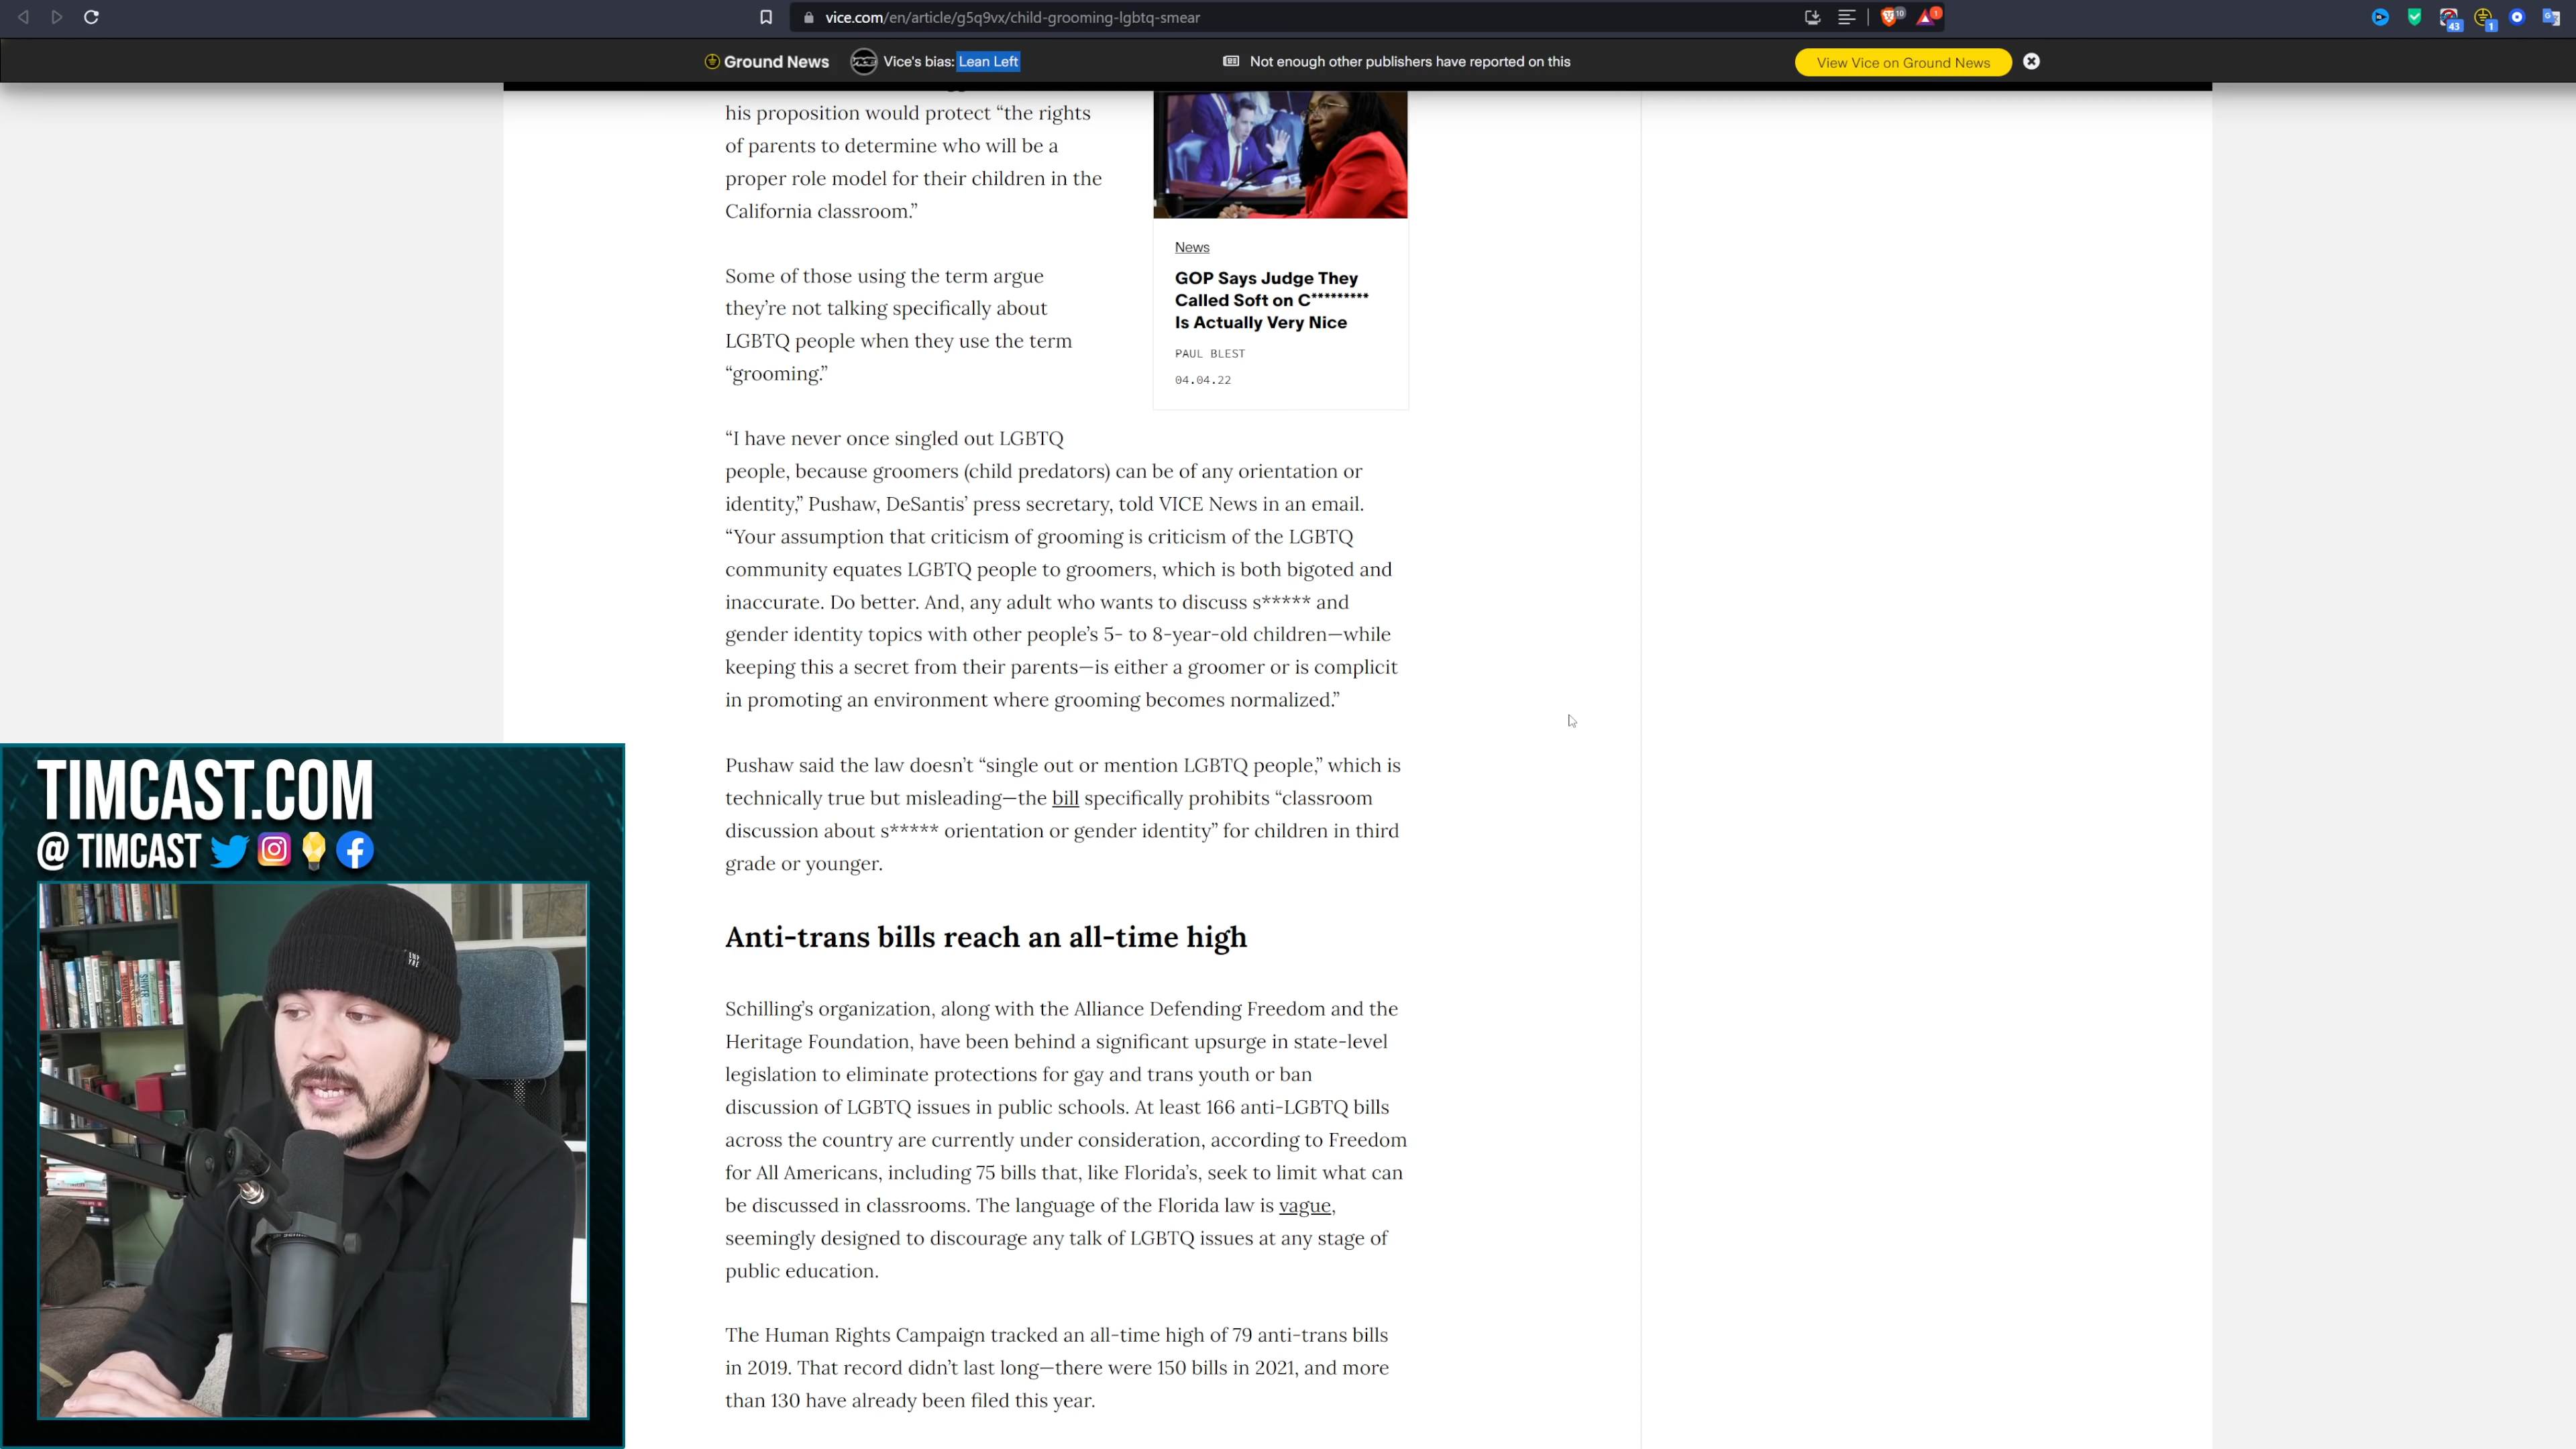 vice.com/en/article/g5q9vx/child-grooming-lgbtq-smear
10
1
43
1
Ground News
VICE
Vice's bias: Lean Left
Not enough other publishers have reported on this
View Vice on Ground News
his proposition would protect “the rights
of parents to determine who will be a
proper role model for their children in the
California classroom.”
Some of those using the term argue
they’re not talking specifically about
LGBTQ people when they use the term
“grooming.”
News
GOP Says Judge They
Called Soft on C*********
Is Actually Very Nice
PAUL BLEST
04.04.22
“I have never once singled out LGBTQ
people, because groomers (child predators) can be of any orientation or
identity,” Pushaw, DeSantis’ press secretary, told VICE News in an email.
“Your assumption that criticism of grooming is criticism of the LGBTQ
community equates LGBTQ people to groomers, which is both bigoted and
inaccurate. Do better. And, any adult who wants to discuss s***** and
gender identity topics with other people’s 5- to 8-year-old children—while
keeping this a secret from their parents—is either a groomer or is complicit
in promoting an environment where grooming becomes normalized.”
Pushaw said the law doesn’t “single out or mention LGBTQ people,” which is
technically true but misleading—the bill specifically prohibits “classroom
discussion about s***** orientation or gender identity” for children in third
grade or younger.
Anti-trans bills reach an all-time high
Schilling’s organization, along with the Alliance Defending Freedom and the
Heritage Foundation, have been behind a significant upsurge in state-level
legislation to eliminate protections for gay and trans youth or ban
discussion of LGBTQ issues in public schools. At least 166 anti-LGBTQ bills
across the country are currently under consideration, according to Freedom
for All Americans, including 75 bills that, like Florida’s, seek to limit what can
be discussed in classrooms. The language of the Florida law is vague,
seemingly designed to discourage any talk of LGBTQ issues at any stage of
public education.
The Human Rights Campaign tracked an all-time high of 79 anti-trans bills
in 2019. That record didn’t last long—there were 150 bills in 2021, and more
than 130 have already been filed this year.
TIMCAST.COM
@ TIMCAST